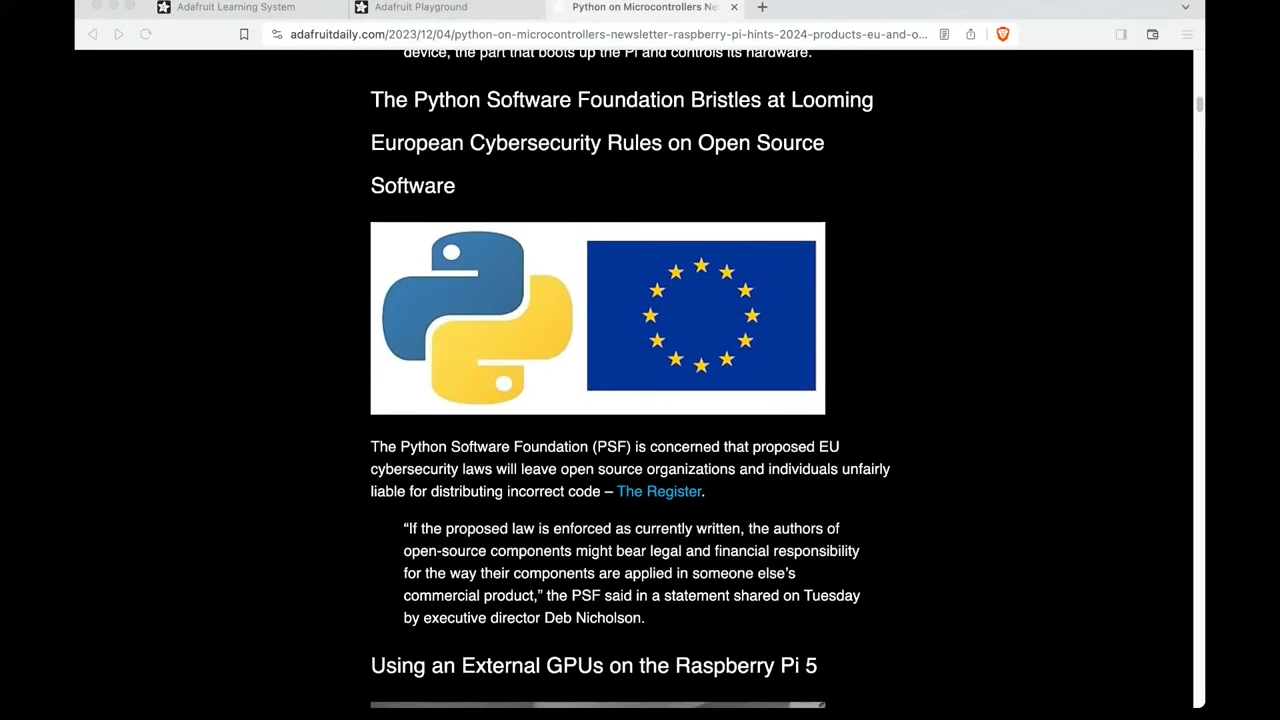 Adafruit Learning System
Adafruit Playground
Python on Microcontrollers Ne
adafruitdaily.com/2023/12/04/python-on-microcontrollers-newsletter-raspberry-pi-hints-2024-products-eu-and-o...
device, the part that boots up the Pi and controls its hardware.
The Python Software Foundation Bristles at Looming
European Cybersecurity Rules on Open Source
Software
The Python Software Foundation (PSF) is concerned that proposed EU
cybersecurity laws will leave open source organizations and individuals unfairly
liable for distributing incorrect code – The Register.
“If the proposed law is enforced as currently written, the authors of
open-source components might bear legal and financial responsibility
for the way their components are applied in someone else’s
commercial product,” the PSF said in a statement shared on Tuesday
by executive director Deb Nicholson.
Using an External GPUs on the Raspberry Pi 5